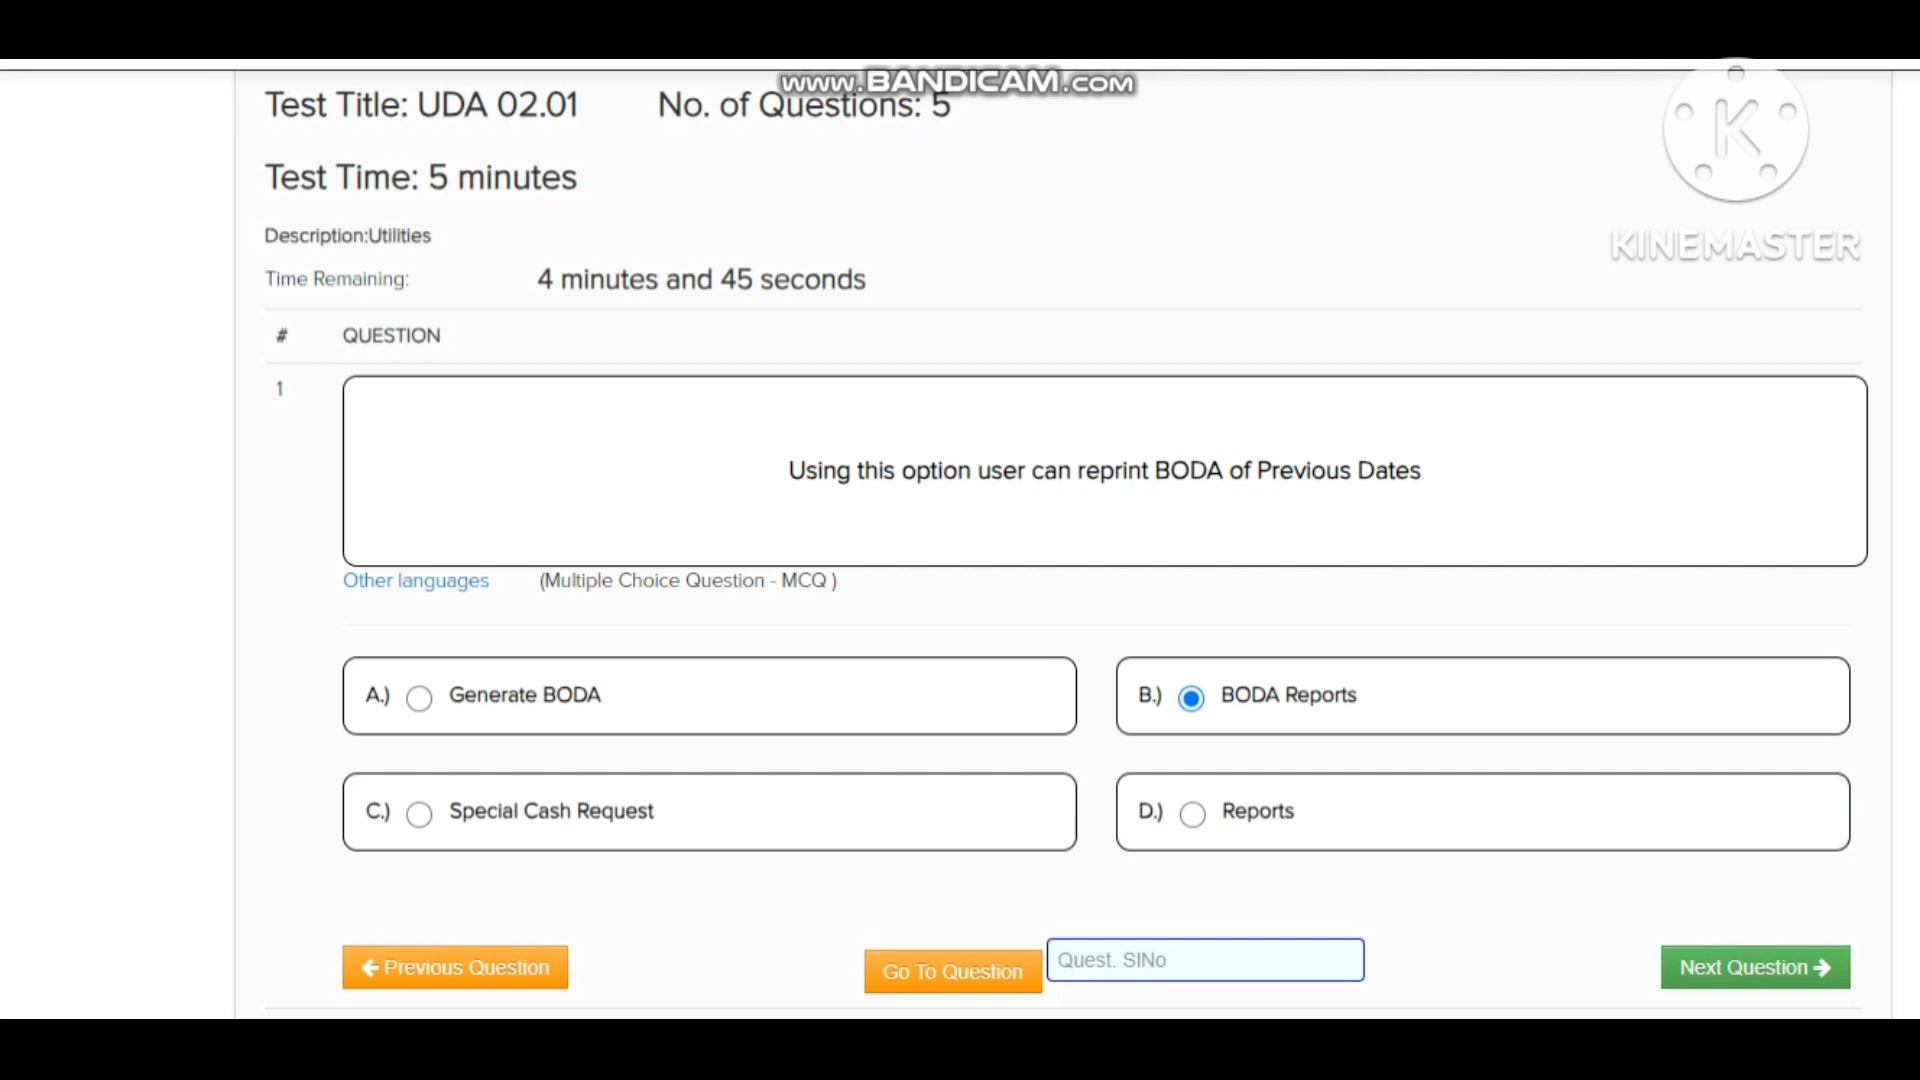 www.BANDICAM.com
Test Title: UDA 02.01 No. of Questions: 5
K
Test Time: 5 minutes
KINEMASTER
Description:Utilities
Time Remaining: 4 minutes and 45 seconds
# QUESTION
1
Using this option user can reprint BODA of Previous Dates
Other languages (Multiple Choice Question - MCQ )
A.) Generate BODA
B.) BODA Reports
C.) Special Cash Request
D.) Reports
Previous Question
Go To Question
Quest. SlNo
Next Question